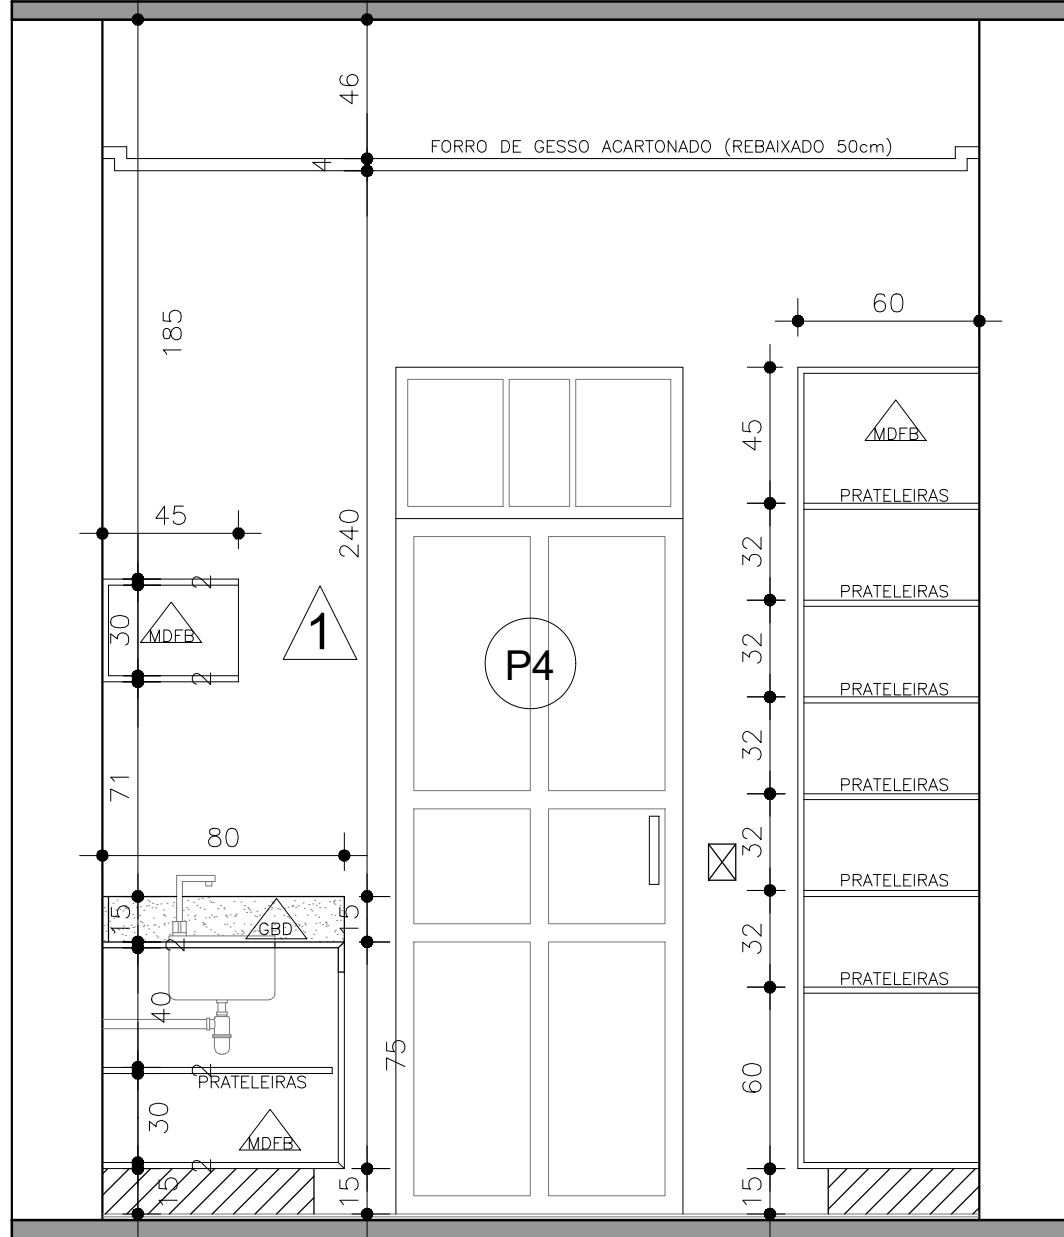 46
FORRO DE GESSO ACARTONADO (REBAIXADO 50cm)
4
60
185
45
MDFB
PRATELEIRAS
45
240
32
2
PRATELEIRAS
30
MDFB
1
P4
32
2
PRATELEIRAS
71
32
PRATELEIRAS
80
32
PRATELEIRAS
15
GBD
15
2
32
PRATELEIRAS
40
75
2
PRATELEIRAS
60
30
MDFB
2
15
15
15